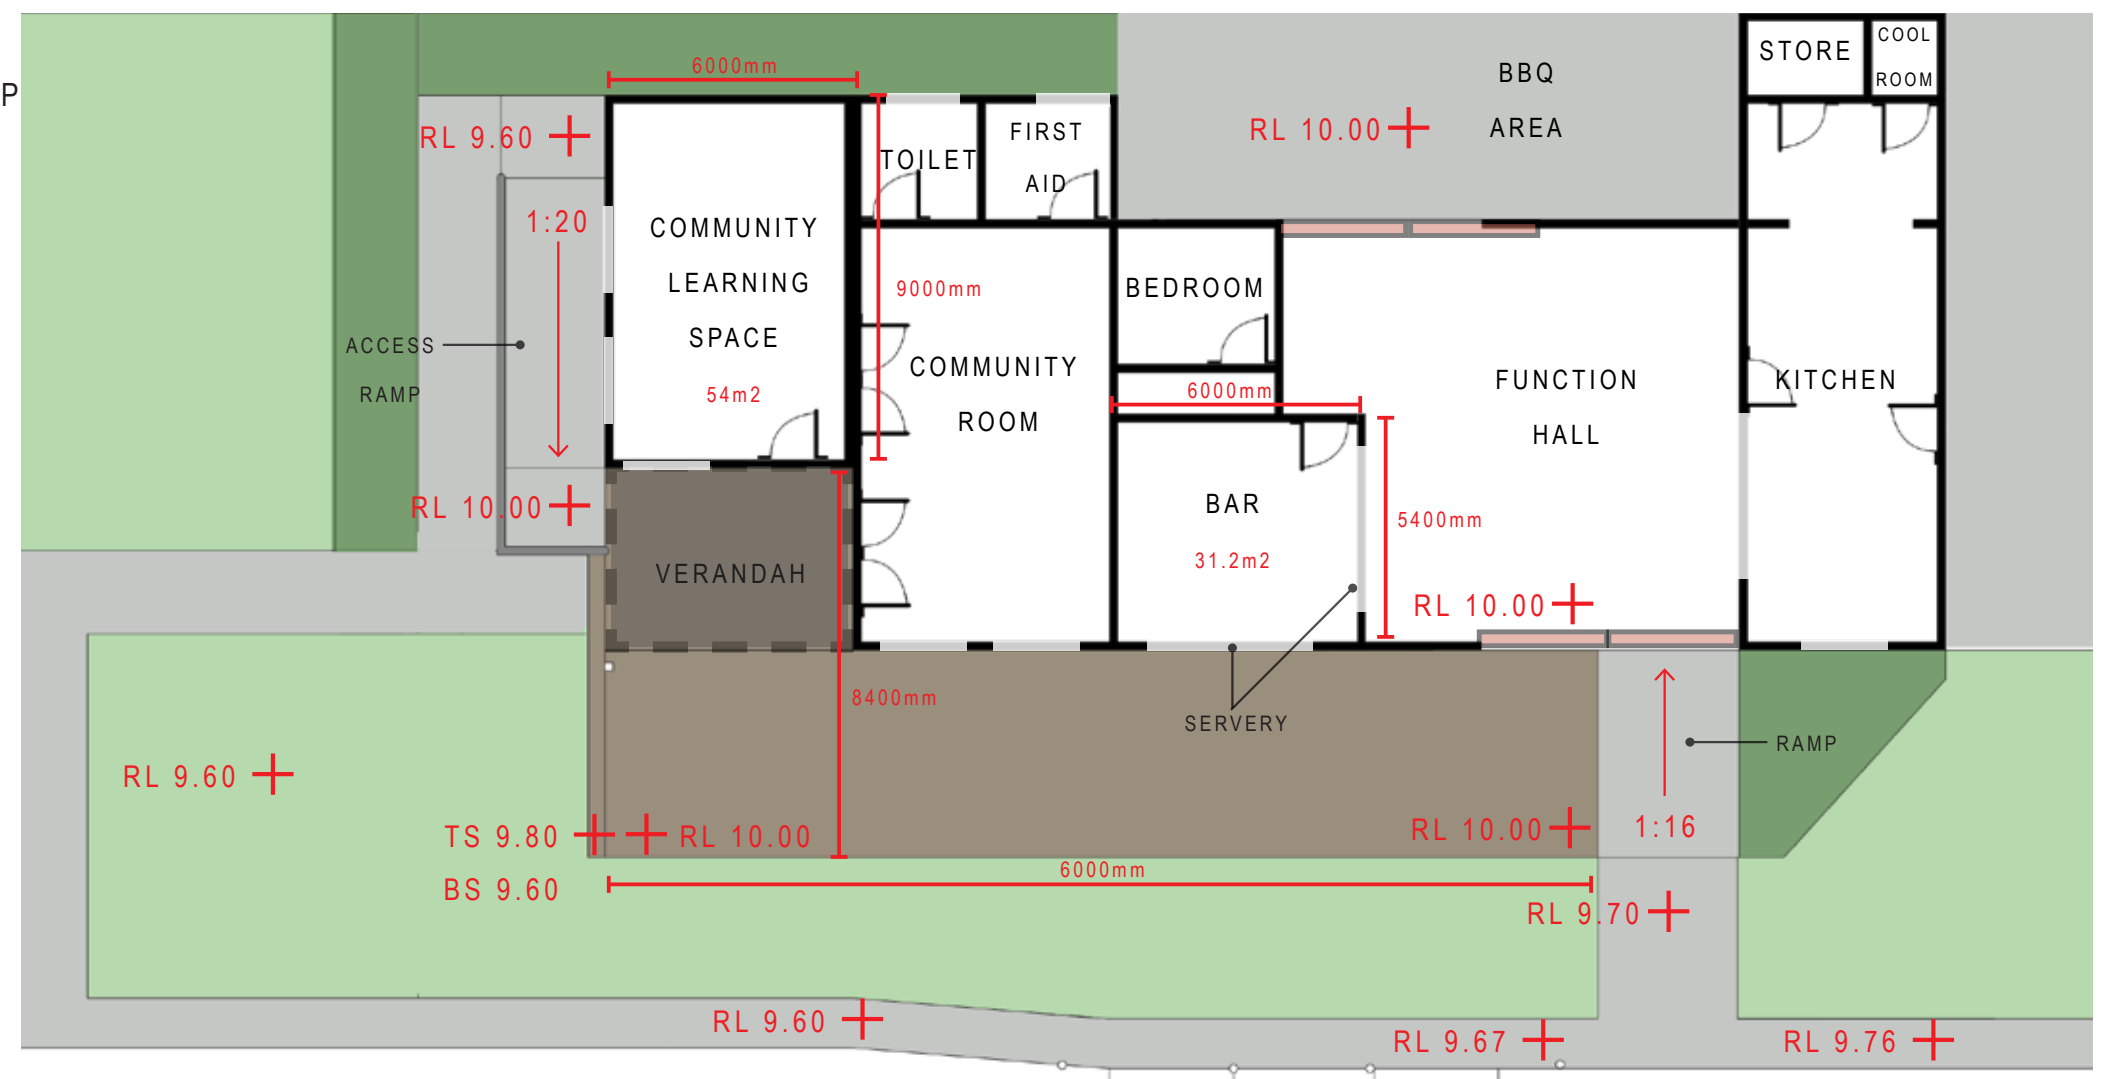 P
6000mm
BBQ
AREA
STORE
COOL
ROOM
RL 9.60
TOILET
FIRST
AID
RL 10.00
1:20
COMMUNITY
LEARNING
SPACE
54m2
9000mm
BEDROOM
ACCESS
RAMP
COMMUNITY
ROOM
6000mm
FUNCTION
HALL
KITCHEN
RL 10.00
BAR
31.2m2
5400mm
VERANDAH
RL 10.00
8400mm
SERVERY
RAMP
RL 9.60
TS 9.80
BS 9.60
RL 10.00
RL 10.00
1:16
6000mm
RL 9.70
RL 9.60
RL 9.67
RL 9.76